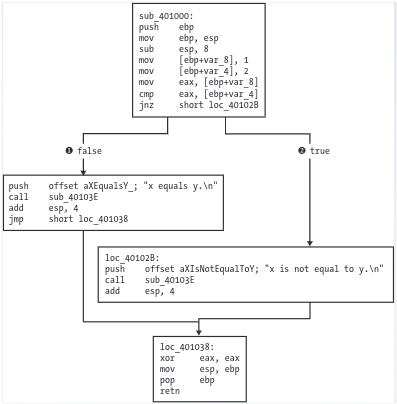 sub_401000:
push ebp
mov ebp, esp
sub esp, 8
mov [ebp+var_8], 1
mov [ebp+var_4], 2
mov eax, [ebp+var_8]
cmp eax, [ebp+var_4]
jnz short loc_40102B
❶ false
❷ true
push offset aXEqualsY_; "x equals y.\n"
call sub_40103E
add esp, 4
jmp short loc_401038
loc_40102B:
push offset aXIsNotEqualToY; "x is not equal to y.\n"
call sub_40103E
add esp, 4
loc_401038:
xor eax, eax
mov esp, ebp
pop ebp
retn